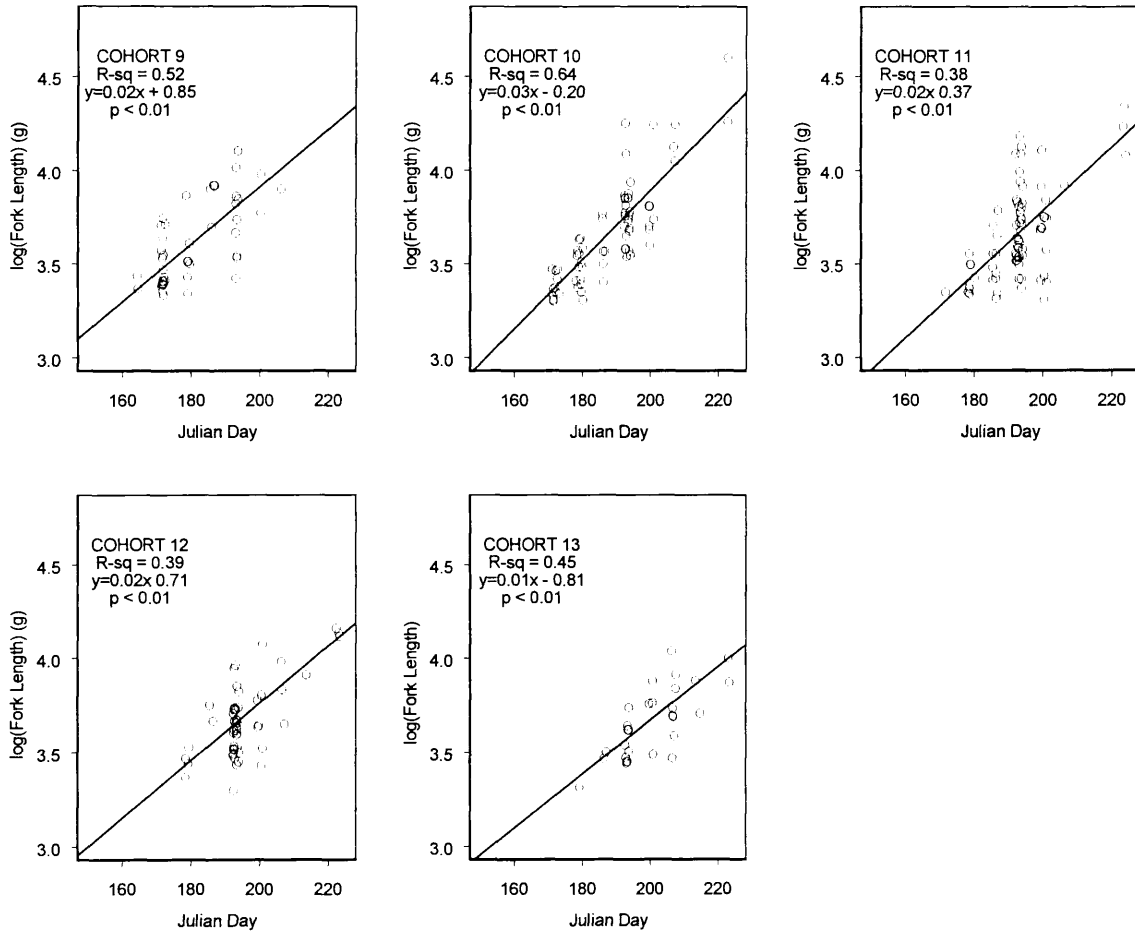 COHORT 9
R-sq = 0.52
y=0.02x + 0.85
p < 0.01
log(Fork Length) (g)
4.5
4.0
3.5
3.0
160 180 200 220
Julian Day
COHORT 10
R-sq = 0.64
y=0.03x - 0.20
p < 0.01
log(Fork Length) (g)
4.5
4.0
3.5
3.0
160 180 200 220
Julian Day
COHORT 11
R-sq = 0.38
y=0.02x 0.37
p < 0.01
log(Fork Length) (g)
4.5
4.0
3.5
3.0
160 180 200 220
Julian Day
COHORT 12
R-sq = 0.39
y=0.02x 0.71
p < 0.01
log(Fork Length) (g)
4.5
4.0
3.5
3.0
160 180 200 220
Julian Day
COHORT 13
R-sq = 0.45
y=0.01x - 0.81
p < 0.01
log(Fork Length)
4.5
4.0
3.5
3.0
160 180 200 220
Julian Day